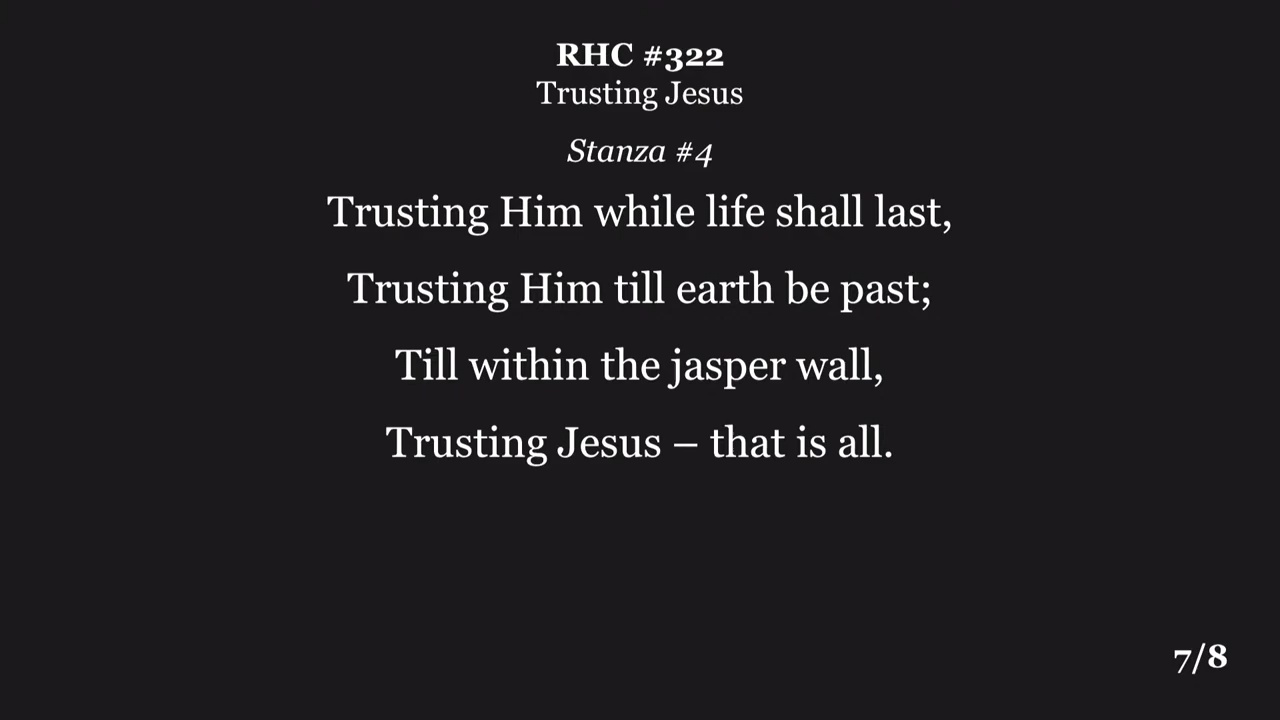 RHC #322
Trusting Jesus
Stanza #4
Trusting Him while life shall last,
Trusting Him till earth be past;
Till within the jasper wall,
Trusting Jesus – that is all.
7/8